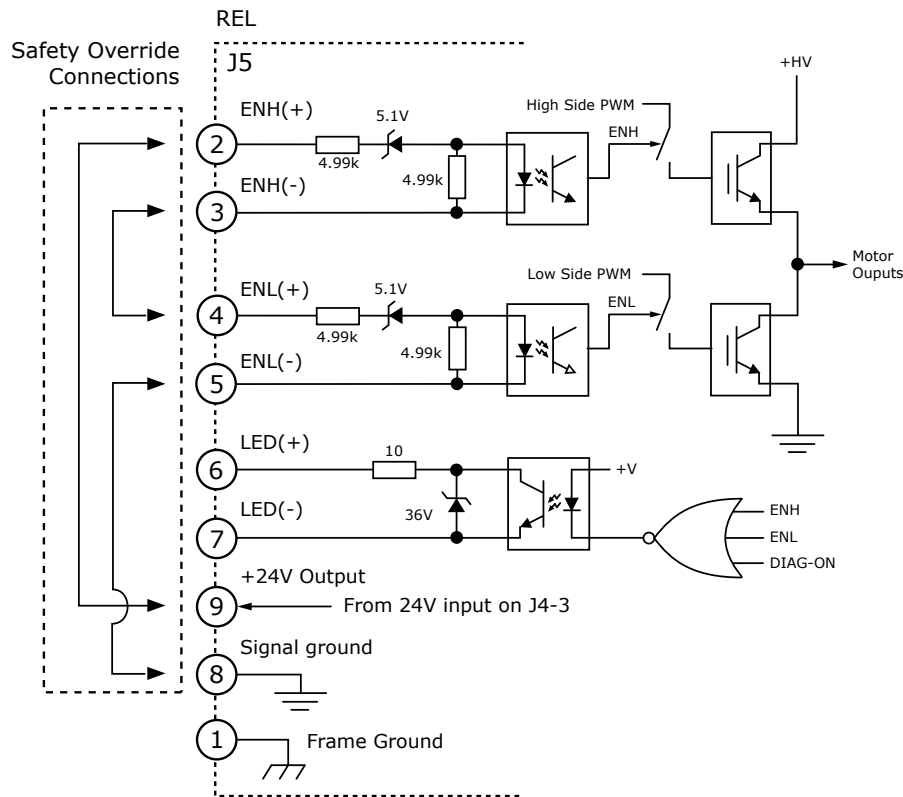 REL
Safety Override
Connections
J5
+HV
ENH(+)
5.1V
High Side PWM
ENH
2
4.99k
4.99k
ENH(-)
3
Motor
Ouputs
ENL(+)
5.1V
Low Side PWM
ENL
4
4.99k
4.99k
ENL(-)
5
LED(+)
10
6
+V
LED(-)
36V
ENH
7
ENL
DIAG-ON
+24V Output
9
From 24V input on J4-3
Signal ground
8
1
Frame Ground